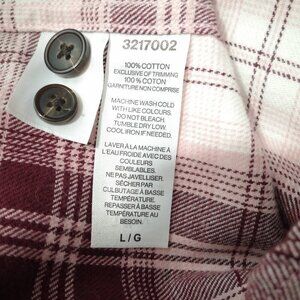 3217002
100% COTTON
EXCLUSIVE OF TRIMMING
100% COTON
GARNITURE NON COMPRISE
MACHINE WASH COLD
WITH LIKE COLOURS.
DO NOT BLEACH.
TUMBLE DRY LOW.
COOL IRON IF NEEDED.
LAVER À LA MACHINE À
L'EAU FROIDE AVEC DES
COULEURS
SEMBLABLES.
NE PAS JAVELLISER.
SÉCHER PAR
CULBUTAGE À BASSE
TEMPÉRATURE.
REPASSER À BASSE
TEMPÉRATURE AU
BESOIN.
L / G